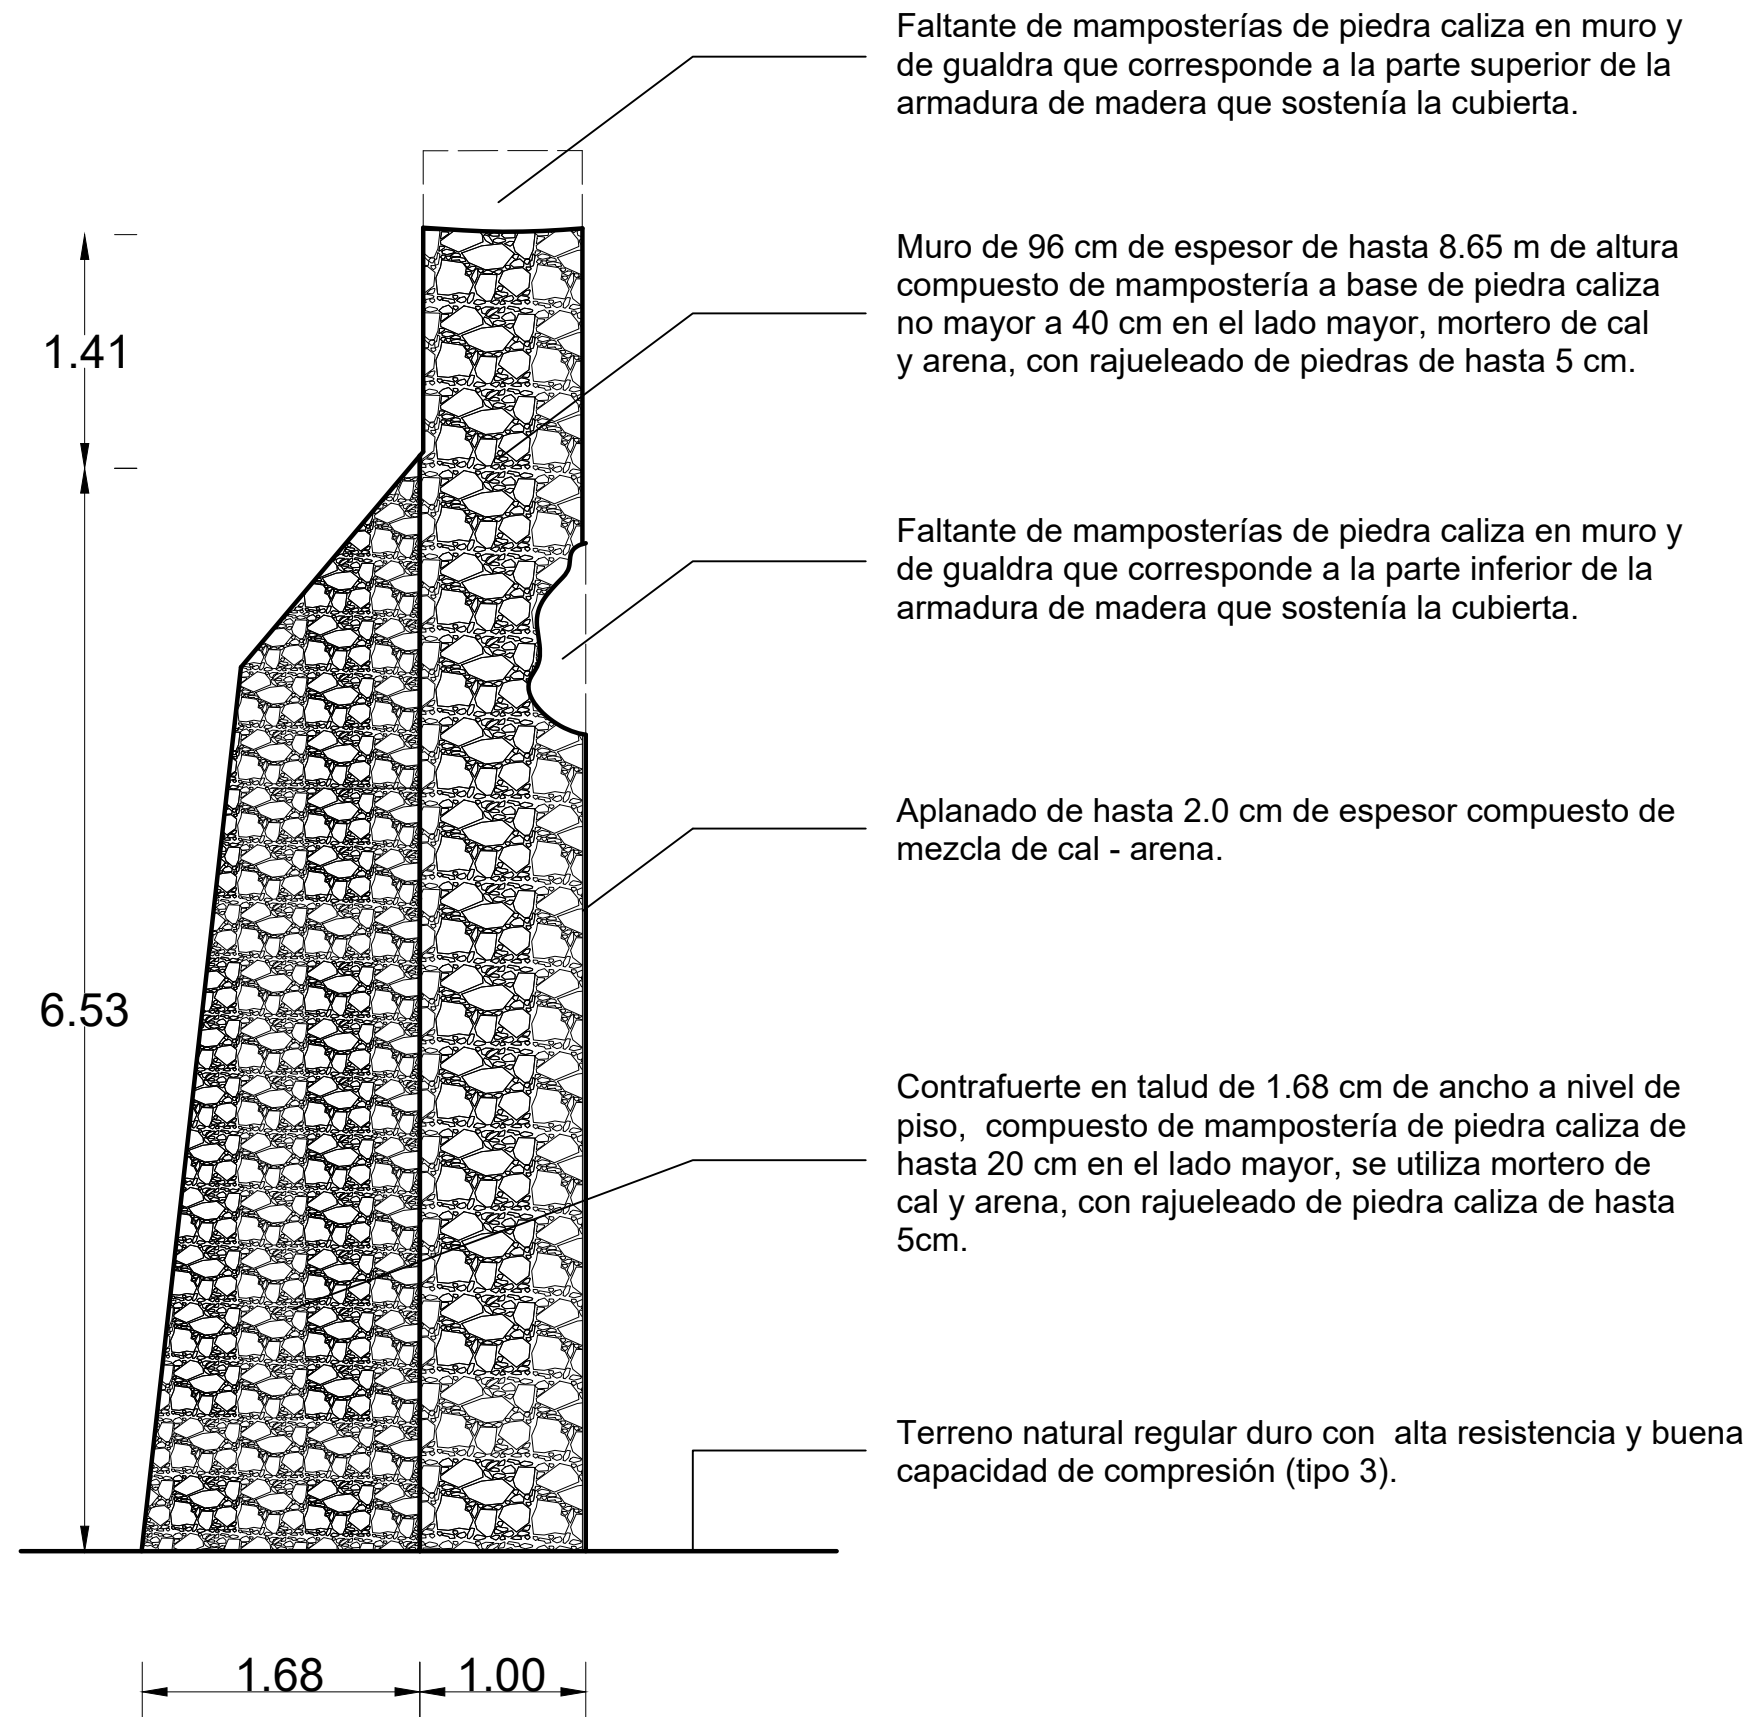 Faltante de mamposterías de piedra caliza en muro y
de gualdra que corresponde a la parte superior de la
armadura de madera que sostenía la cubierta.
Muro de 96 cm de espesor de hasta 8.65 m de altura
compuesto de mampostería a base de piedra caliza
no mayor a 40 cm en el lado mayor, mortero de cal
y arena, con rajueleado de piedras de hasta 5 cm.
1.41
Faltante de mamposterías de piedra caliza en muro y
de gualdra que corresponde a la parte inferior de la
armadura de madera que sostenía la cubierta.
Aplanado de hasta 2.0 cm de espesor compuesto de
mezcla de cal - arena.
6.53
Contrafuerte en talud de 1.68 cm de ancho a nivel de
piso,  compuesto de mampostería de piedra caliza de
hasta 20 cm en el lado mayor, se utiliza mortero de
cal y arena, con rajueleado de piedra caliza de hasta
5cm.
Terreno natural regular duro con  alta resistencia y buena
capacidad de compresión (tipo 3).
1.68
1.00